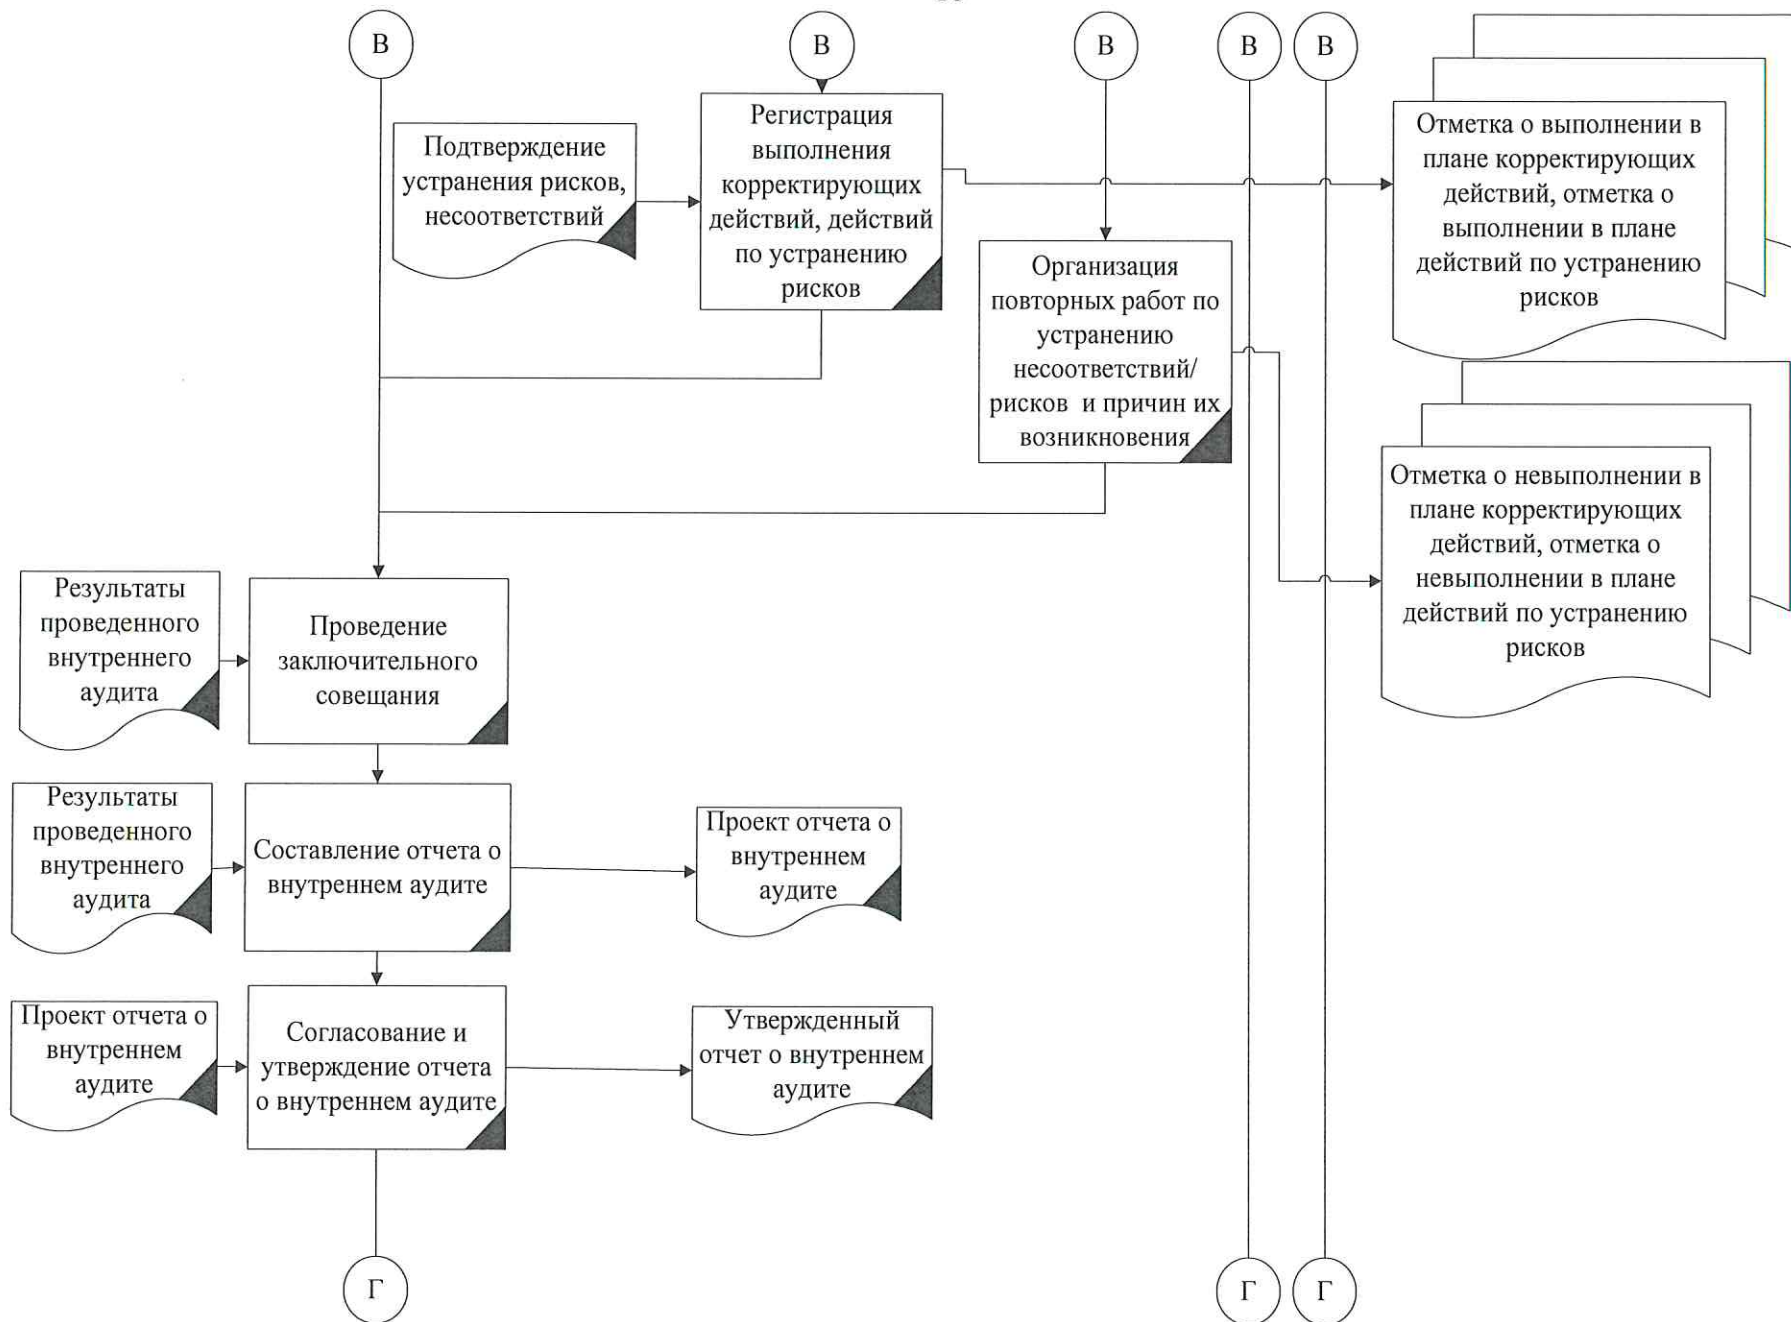 В
В
В
В
В
Подтверждение
устранения рисков,
несоответствий
Регистрация
выполнения
корректирующих
действий, действий
по устранению
рисков
Отметка о выполнении в
плане корректирующих
действий, отметка о
выполнении в плане
действий по устранению
рисков
Организация
повторных работ по
устранению
несоответствий/
рисков и причин их
возникновения
Отметка о невыполнении в
плане корректирующих
действий, отметка о
невыполнении в плане
действий по устранению
рисков
Результаты
проведенного
внутреннего
аудита
Проведение
заключительного
совещания
Результаты
проведенного
внутреннего
аудита
Составление отчета о
внутреннем аудите
Проект отчета о
внутреннем
аудите
Проект отчета о
внутреннем
аудите
Согласование и
утверждение отчета
о внутреннем аудите
Утвержденный
отчет о внутреннем
аудите
Г
Г
Г